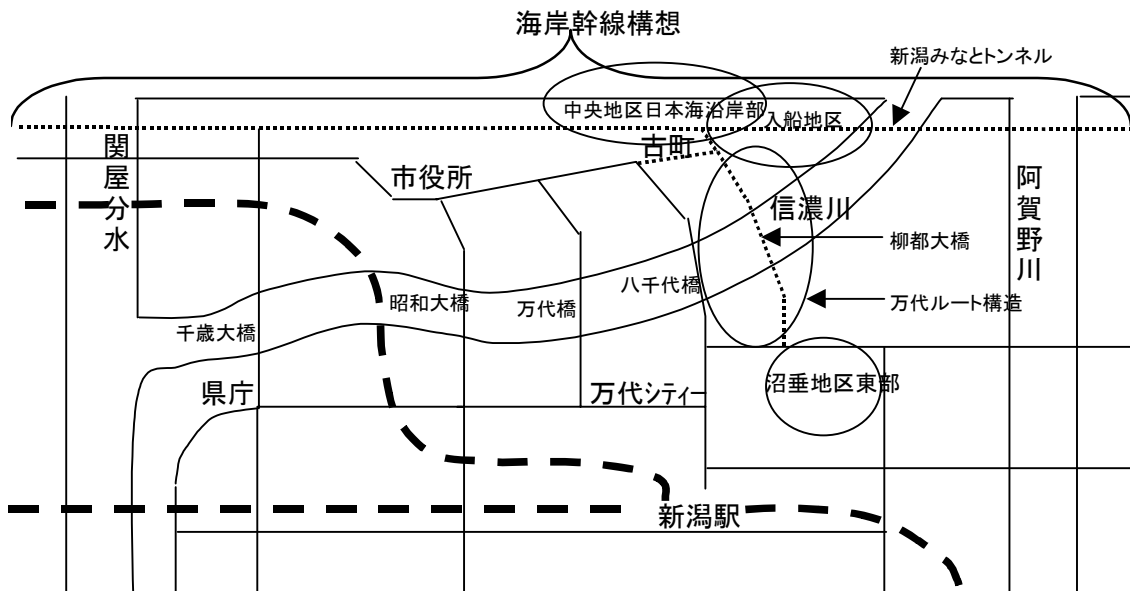 海岸幹線構想
新潟みなとトンネル
中央地区日本海沿岸部
入船地区
古町
関屋分水
市役所
阿賀野川
信濃川
柳都大橋
八千代橋
昭和大橋
万代橋
万代ルート構造
千歳大橋
県庁
万代シティー
沼垂地区東部
新潟駅